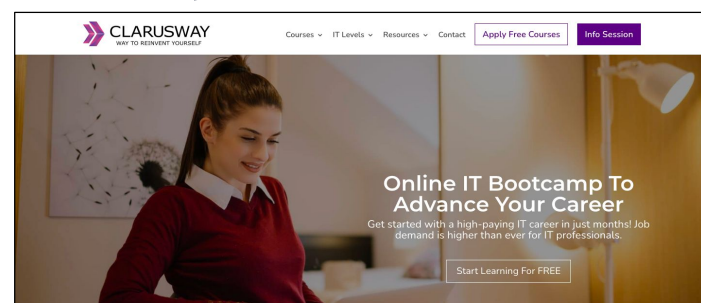 CLARUSWAY
WAY TO REINVENT YOURSELF
Courses IT Levels Resources Contact Apply Free Courses Info Session
Online IT Bootcamp To
Advance Your Career
Get started with a high-paying IT career in just months! Job
demand is higher than ever for IT professionals.
Start Learning For FREE